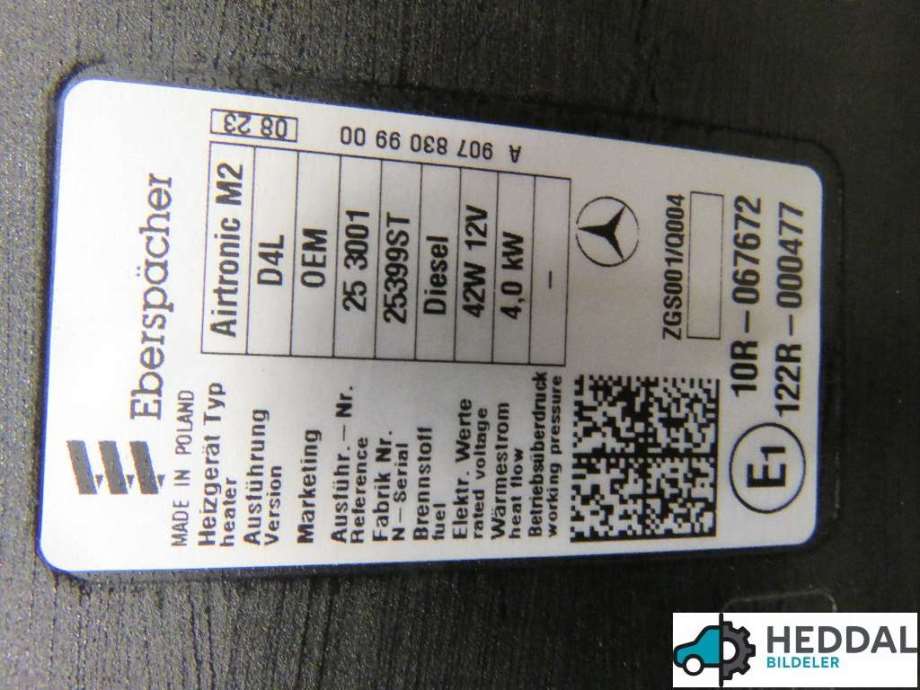 Eberspächer
MADE IN POLAND
Heizgerät Typ
heater
Airtronic M2
Ausführung
Version
D4L
Marketing
OEM
Ausführ.-Nr.
Reference
25 3001
Fabrik Nr.
N-Serial
25399ST
Brennstoff
fuel
Diesel
Elektr. Werte
rated voltage
42W 12V
Wärmestrom
heat flow
4,0 kW
Betriebsüberdruck
working pressure
-
08 23
A 907 830 99 00
ZGS001/Q004
E1
10R-067672
122R-000477
HEDDAL
BILDELER